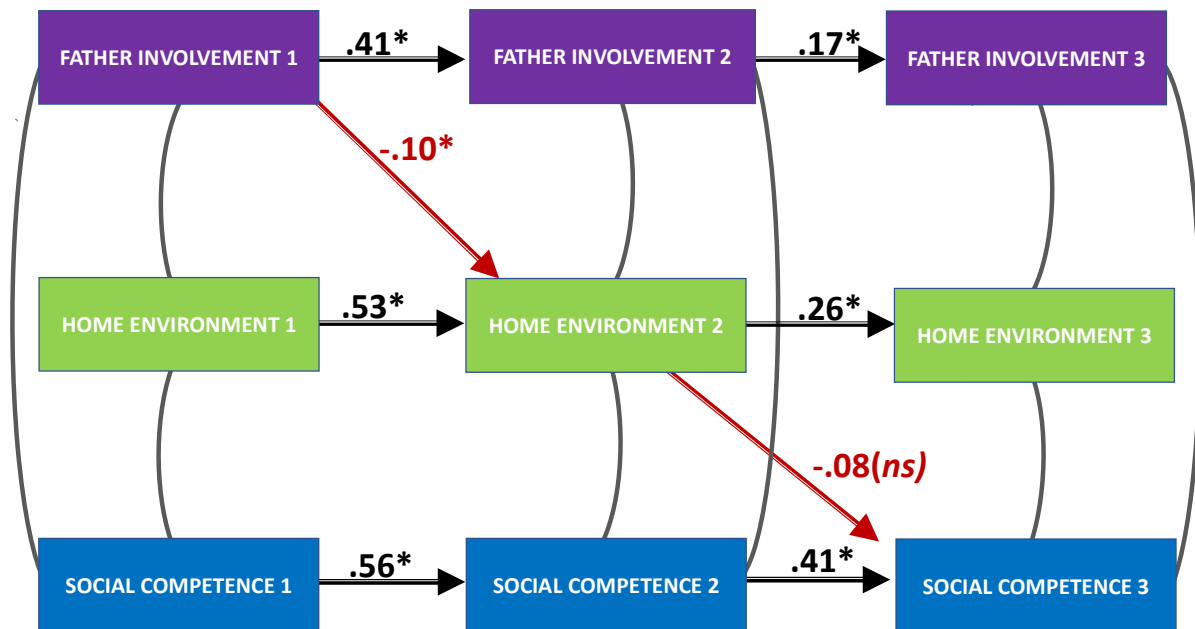 FATHER INVOLVEMENT 1
.41*
FATHER INVOLVEMENT 2
.17*
FATHER INVOLVEMENT 3
-.10*
HOME ENVIRONMENT 1
.53*
HOME ENVIRONMENT 2
.26*
HOME ENVIRONMENT 3
-.08(ns)
SOCIAL COMPETENCE 1
.56*
SOCIAL COMPETENCE 2
.41*
SOCIAL COMPETENCE 3